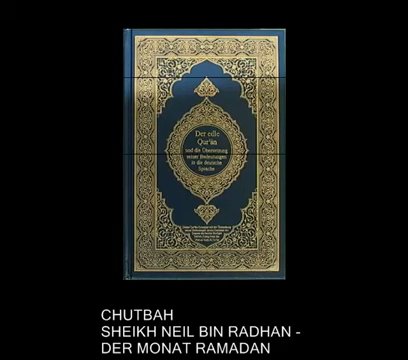 Der edle
Qur'ân
und die Übersetzung
seiner Bedeutungen
in die deutsche
Sprache
CHUTBAH
SHEIKH NEIL BIN RADHAN -
DER MONAT RAMADAN